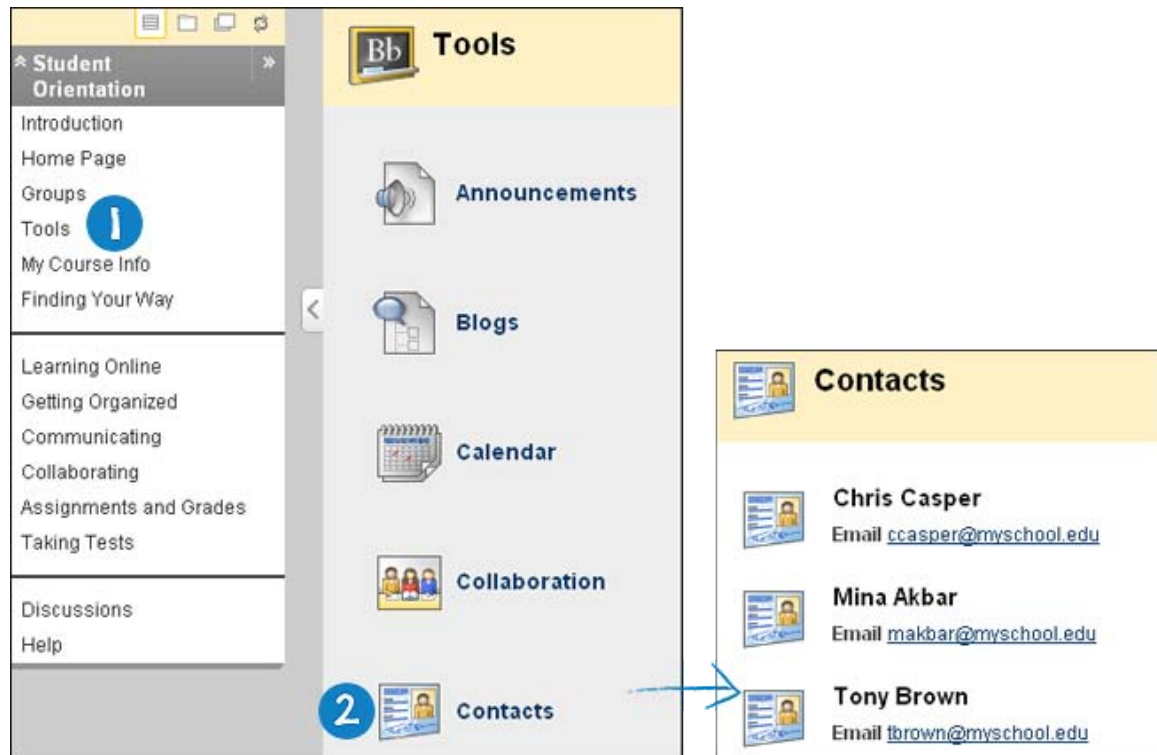 Student
Orientation
Introduction
Home Page
Groups
Tools
1
My Course Info
Finding Your Way
Learning Online
Getting Organized
Communicating
Collaborating
Assignments and Grades
Taking Tests
Discussions
Help
Bb
Tools
Announcements
Blogs
Calendar
Collaboration
2
Contacts
Contacts
Chris Casper
Email ccasper@myschool.edu
Mina Akbar
Email makbar@myschool.edu
Tony Brown
Email tbrown@myschool.edu